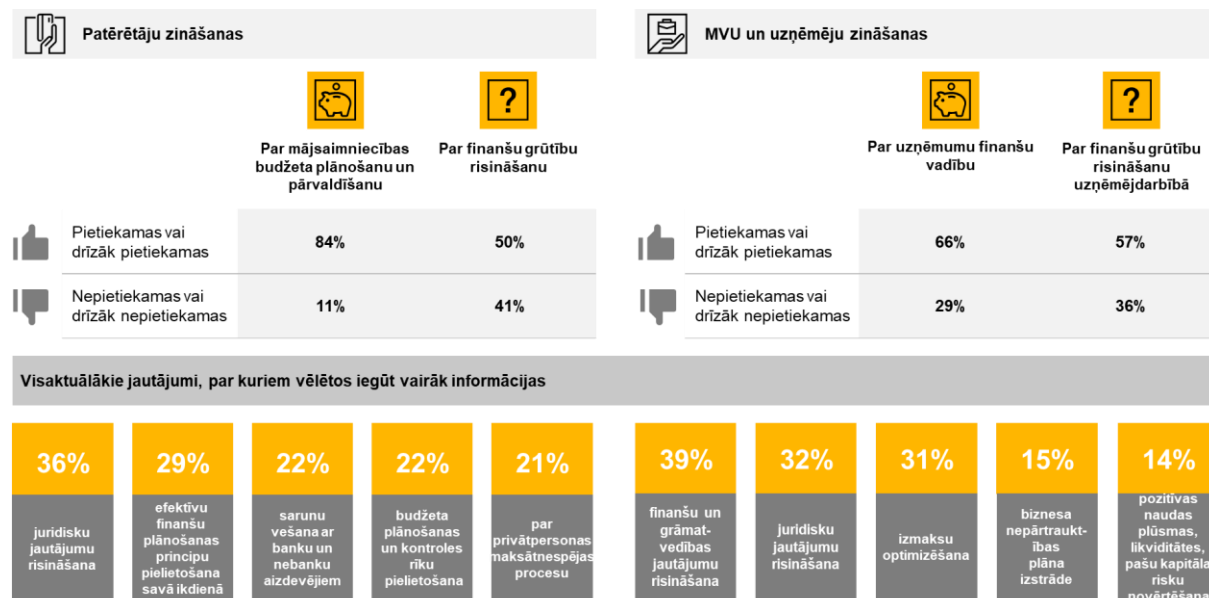 Patērētāju zināšanas
Par mājsaimniecības
budžeta plānošanu un
pārvaldīšanu
Par finanšu grūtību
risināšanu
Pietiekamas vai
drīzāk pietiekamas
84%
50%
Nepietiekamas vai
drīzāk nepietiekamas
11%
41%
MVU un uzņēmēju zināšanas
Par uzņēmumu finanšu
vadību
Par finanšu grūtību
risināšanu
uzņēmējdarbībā
Pietiekamas vai
drīzāk pietiekamas
66%
57%
Nepietiekamas vai
drīzāk nepietiekamas
29%
36%
Visaktuālākie jautājumi, par kuriem vēlētos iegūt vairāk informācijas
36%
juridisku
jautājumu
risināšana
29%
efektīvu
finanšu
plānošanas
principu
pielietošana
savā ikdienā
22%
sarunu
vešana ar
banku un
nebanku
aizdevējiem
22%
budžeta
plānošanas
un kontroles
rīku
pielietošana
21%
par
privātpersonas
maksātnespējas
procesu
39%
finanšu un
grāmat-
vedības
jautājumu
risināšana
32%
juridisku
jautājumu
risināšana
31%
izmaksu
optimizēšana
15%
biznesa
nepārtraukt-
ības
plāna
izstrāde
14%
pozitīvas
naudas
plūsmas,
likviditātes,
pašu kapitāla
risku
novērtēšana